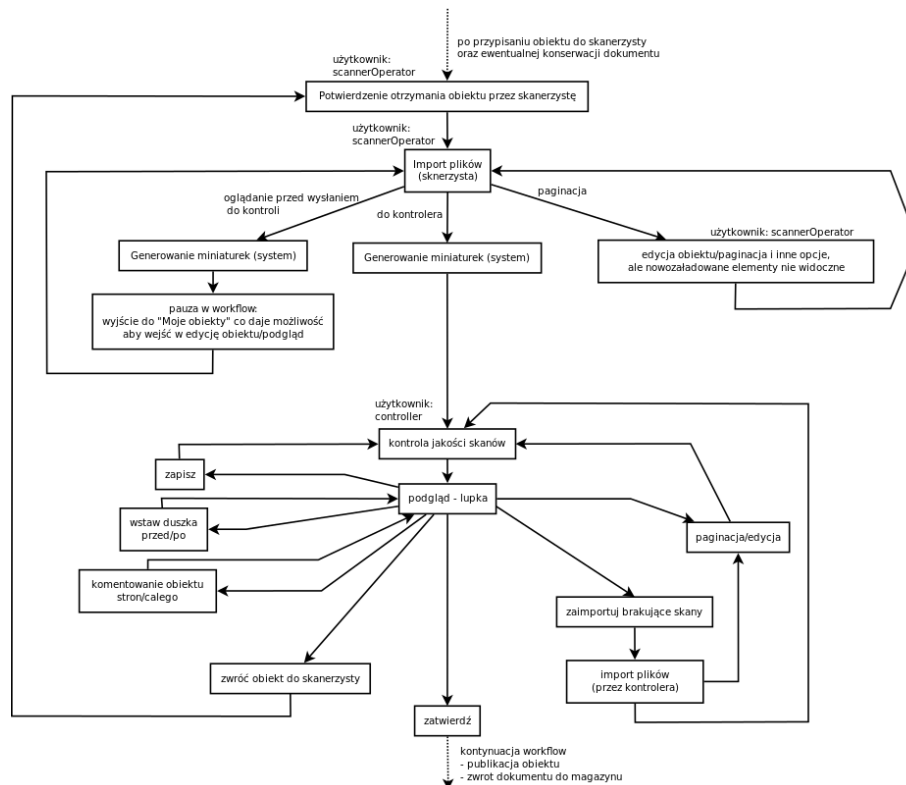 po przypisaniu obiektu do skanerzysty
oraz ewentualnej konserwacji dokumentu
użytkownik:
scannerOperator
Potwierdzenie otrzymania obiektu przez skanerzystę
użytkownik:
scannerOperator
Import plików
(sknerzysta)
oglądanie przed wysłaniem
do kontroli
do kontrolera
paginacja
użytkownik: scannerOperator
Generowanie miniaturek (system)
Generowanie miniaturek (system)
edycja obiektu/paginacja i inne opcje,
ale nowozaładowane elementy nie widoczne
pauza w workflow:
wyjście do "Moje obiekty" co daje możliwość
aby wejść w edycję obiektu/podgląd
użytkownik:
controller
kontrola jakości skanów
zapisz
podgląd - lupka
wstaw duszka
przed/po
paginacja/edycja
komentowanie obiektu
stron/calego
zaimportuj brakujące skany
zwróć obiekt do skanerzysty
import plików
(przez kontrolera)
zatwierdź
kontynuacja workflow
- publikacja obiektu
- zwrot dokumentu do magazynu